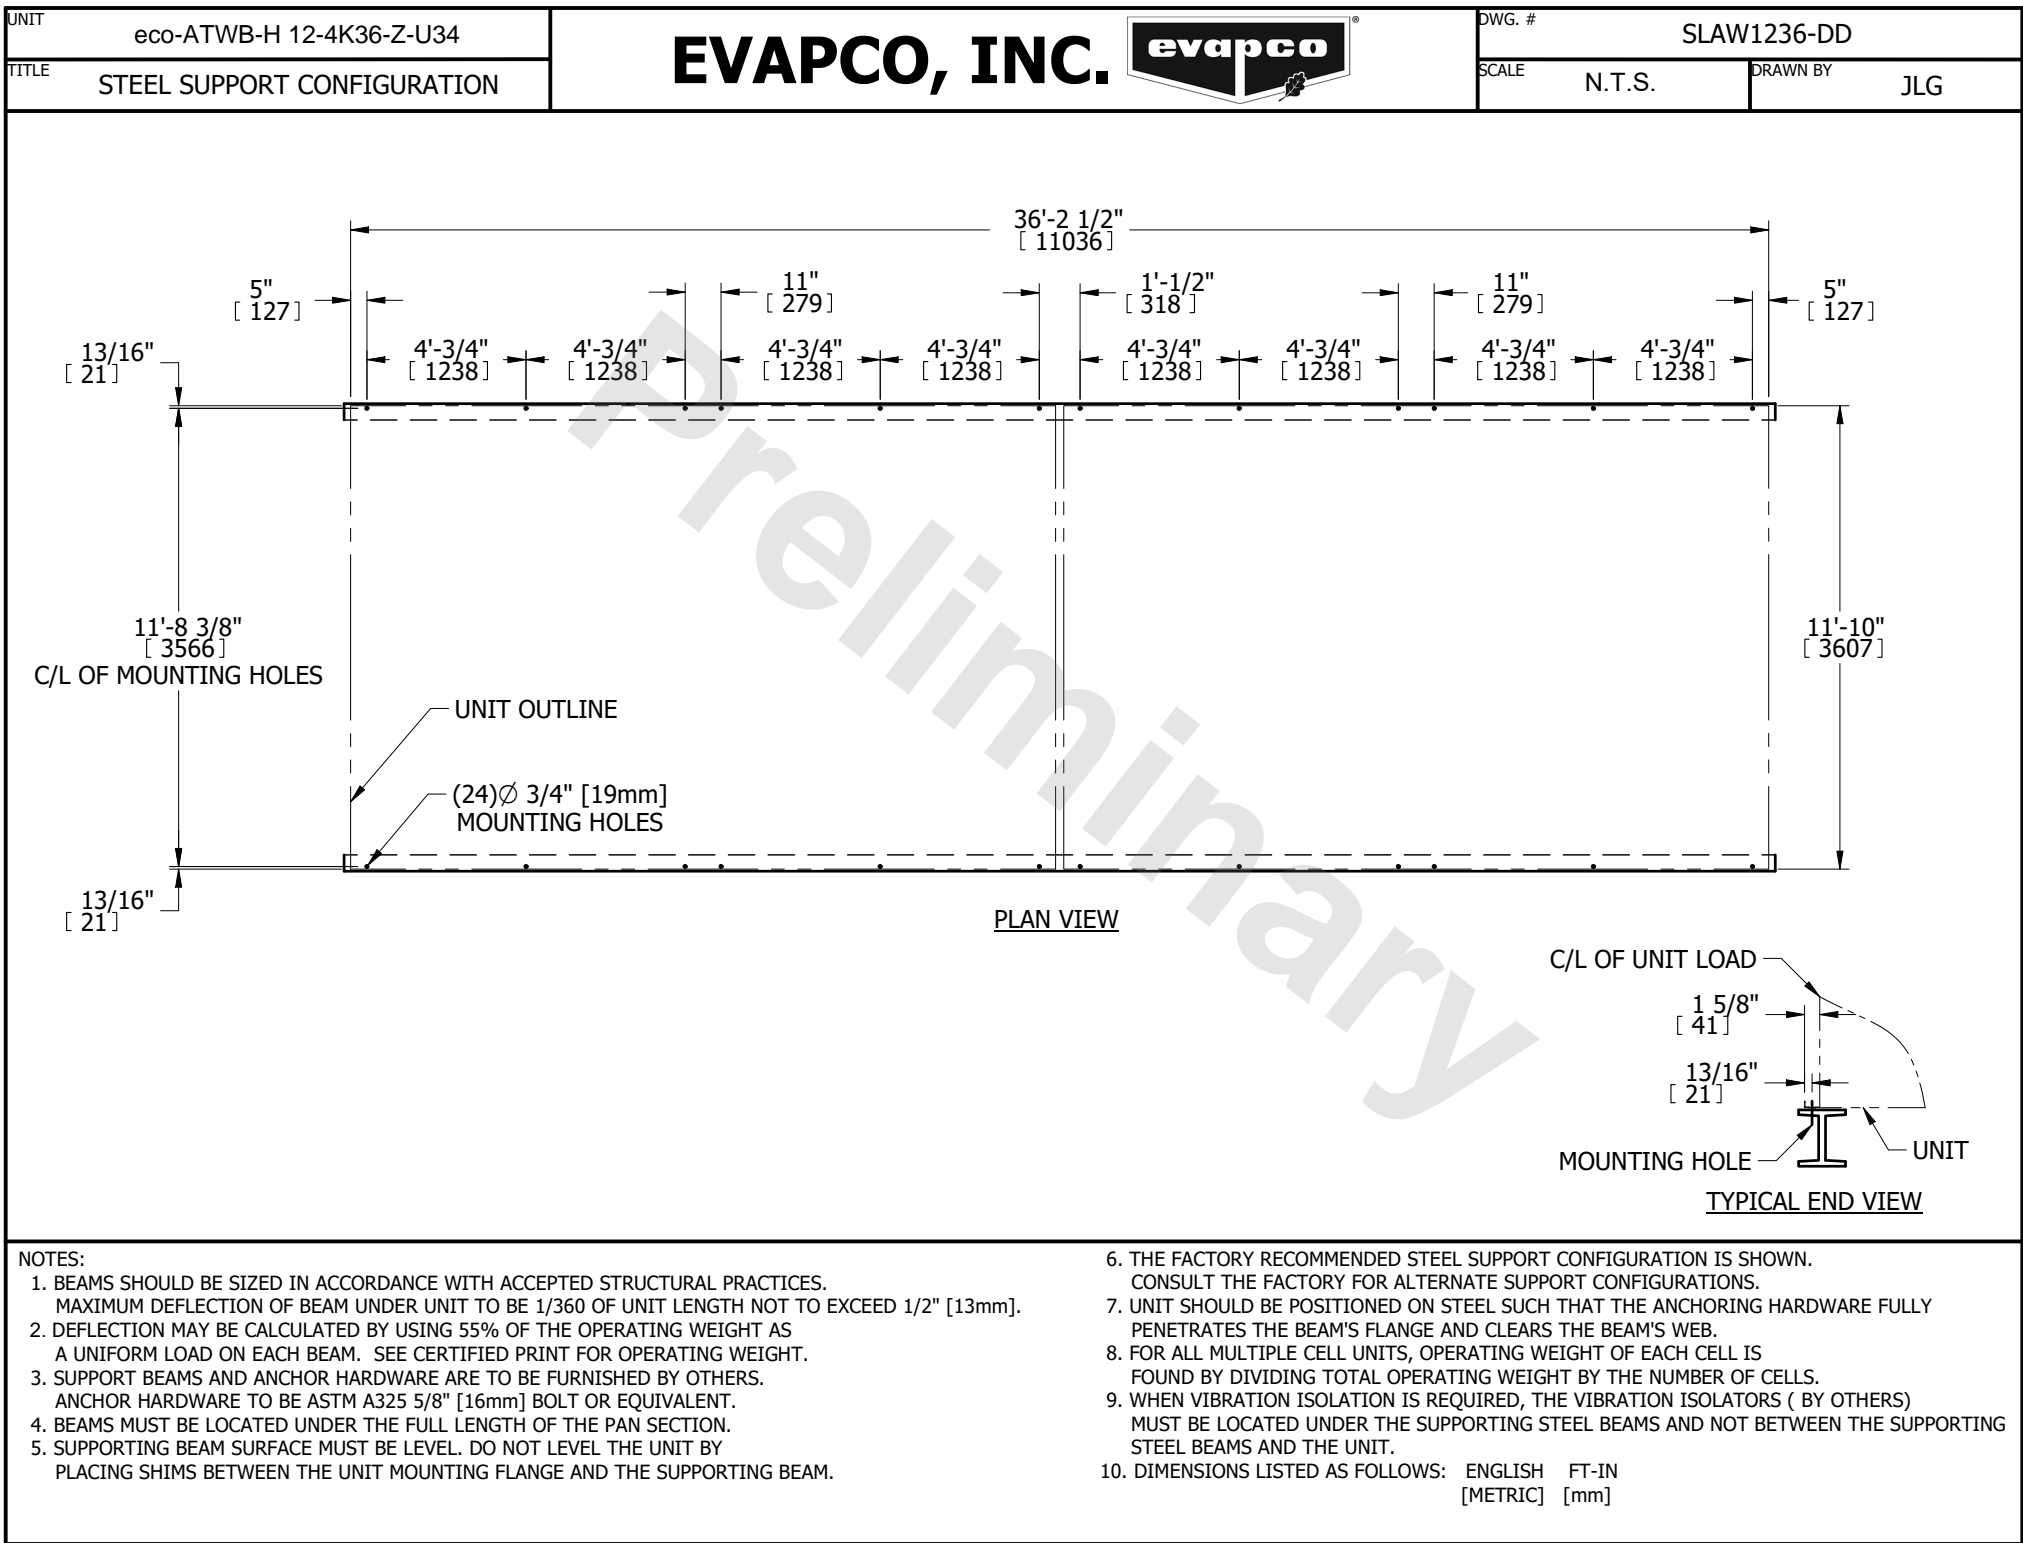 UNIT
eco-ATWB-H 12-4K36-Z-U34
TITLE
STEEL SUPPORT CONFIGURATION
EVAPCO, INC.
evapco
®
DWG. #
SLAW1236-DD
SCALE
N.T.S.
DRAWN BY
JLG
36'-2 1/2"
[ 11036 ]
5"
[ 127 ]
11"
[ 279 ]
1'-1/2"
[ 318 ]
11"
[ 279 ]
5"
[ 127 ]
13/16"
[ 21 ]
4'-3/4"
[ 1238 ]
4'-3/4"
[ 1238 ]
4'-3/4"
[ 1238 ]
4'-3/4"
[ 1238 ]
4'-3/4"
[ 1238 ]
4'-3/4"
[ 1238 ]
4'-3/4"
[ 1238 ]
4'-3/4"
[ 1238 ]
11'-8 3/8"
[ 3566 ]
C/L OF MOUNTING HOLES
11'-10"
[ 3607 ]
UNIT OUTLINE
(24)∅ 3/4" [19mm]
MOUNTING HOLES
13/16"
[ 21 ]
PLAN VIEW
Preliminary
C/L OF UNIT LOAD
1 5/8"
[ 41 ]
13/16"
[ 21 ]
MOUNTING HOLE
UNIT
TYPICAL END VIEW
NOTES:
1. BEAMS SHOULD BE SIZED IN ACCORDANCE WITH ACCEPTED STRUCTURAL PRACTICES.
MAXIMUM DEFLECTION OF BEAM UNDER UNIT TO BE 1/360 OF UNIT LENGTH NOT TO EXCEED 1/2" [13mm].
2. DEFLECTION MAY BE CALCULATED BY USING 55% OF THE OPERATING WEIGHT AS
A UNIFORM LOAD ON EACH BEAM. SEE CERTIFIED PRINT FOR OPERATING WEIGHT.
3. SUPPORT BEAMS AND ANCHOR HARDWARE ARE TO BE FURNISHED BY OTHERS.
ANCHOR HARDWARE TO BE ASTM A325 5/8" [16mm] BOLT OR EQUIVALENT.
4. BEAMS MUST BE LOCATED UNDER THE FULL LENGTH OF THE PAN SECTION.
5. SUPPORTING BEAM SURFACE MUST BE LEVEL. DO NOT LEVEL THE UNIT BY
PLACING SHIMS BETWEEN THE UNIT MOUNTING FLANGE AND THE SUPPORTING BEAM.
6. THE FACTORY RECOMMENDED STEEL SUPPORT CONFIGURATION IS SHOWN.
CONSULT THE FACTORY FOR ALTERNATE SUPPORT CONFIGURATIONS.
7. UNIT SHOULD BE POSITIONED ON STEEL SUCH THAT THE ANCHORING HARDWARE FULLY
PENETRATES THE BEAM'S FLANGE AND CLEARS THE BEAM'S WEB.
8. FOR ALL MULTIPLE CELL UNITS, OPERATING WEIGHT OF EACH CELL IS
FOUND BY DIVIDING TOTAL OPERATING WEIGHT BY THE NUMBER OF CELLS.
9. WHEN VIBRATION ISOLATION IS REQUIRED, THE VIBRATION ISOLATORS ( BY OTHERS)
MUST BE LOCATED UNDER THE SUPPORTING STEEL BEAMS AND NOT BETWEEN THE SUPPORTING
STEEL BEAMS AND THE UNIT.
10. DIMENSIONS LISTED AS FOLLOWS: ENGLISH FT-IN
[METRIC] [mm]